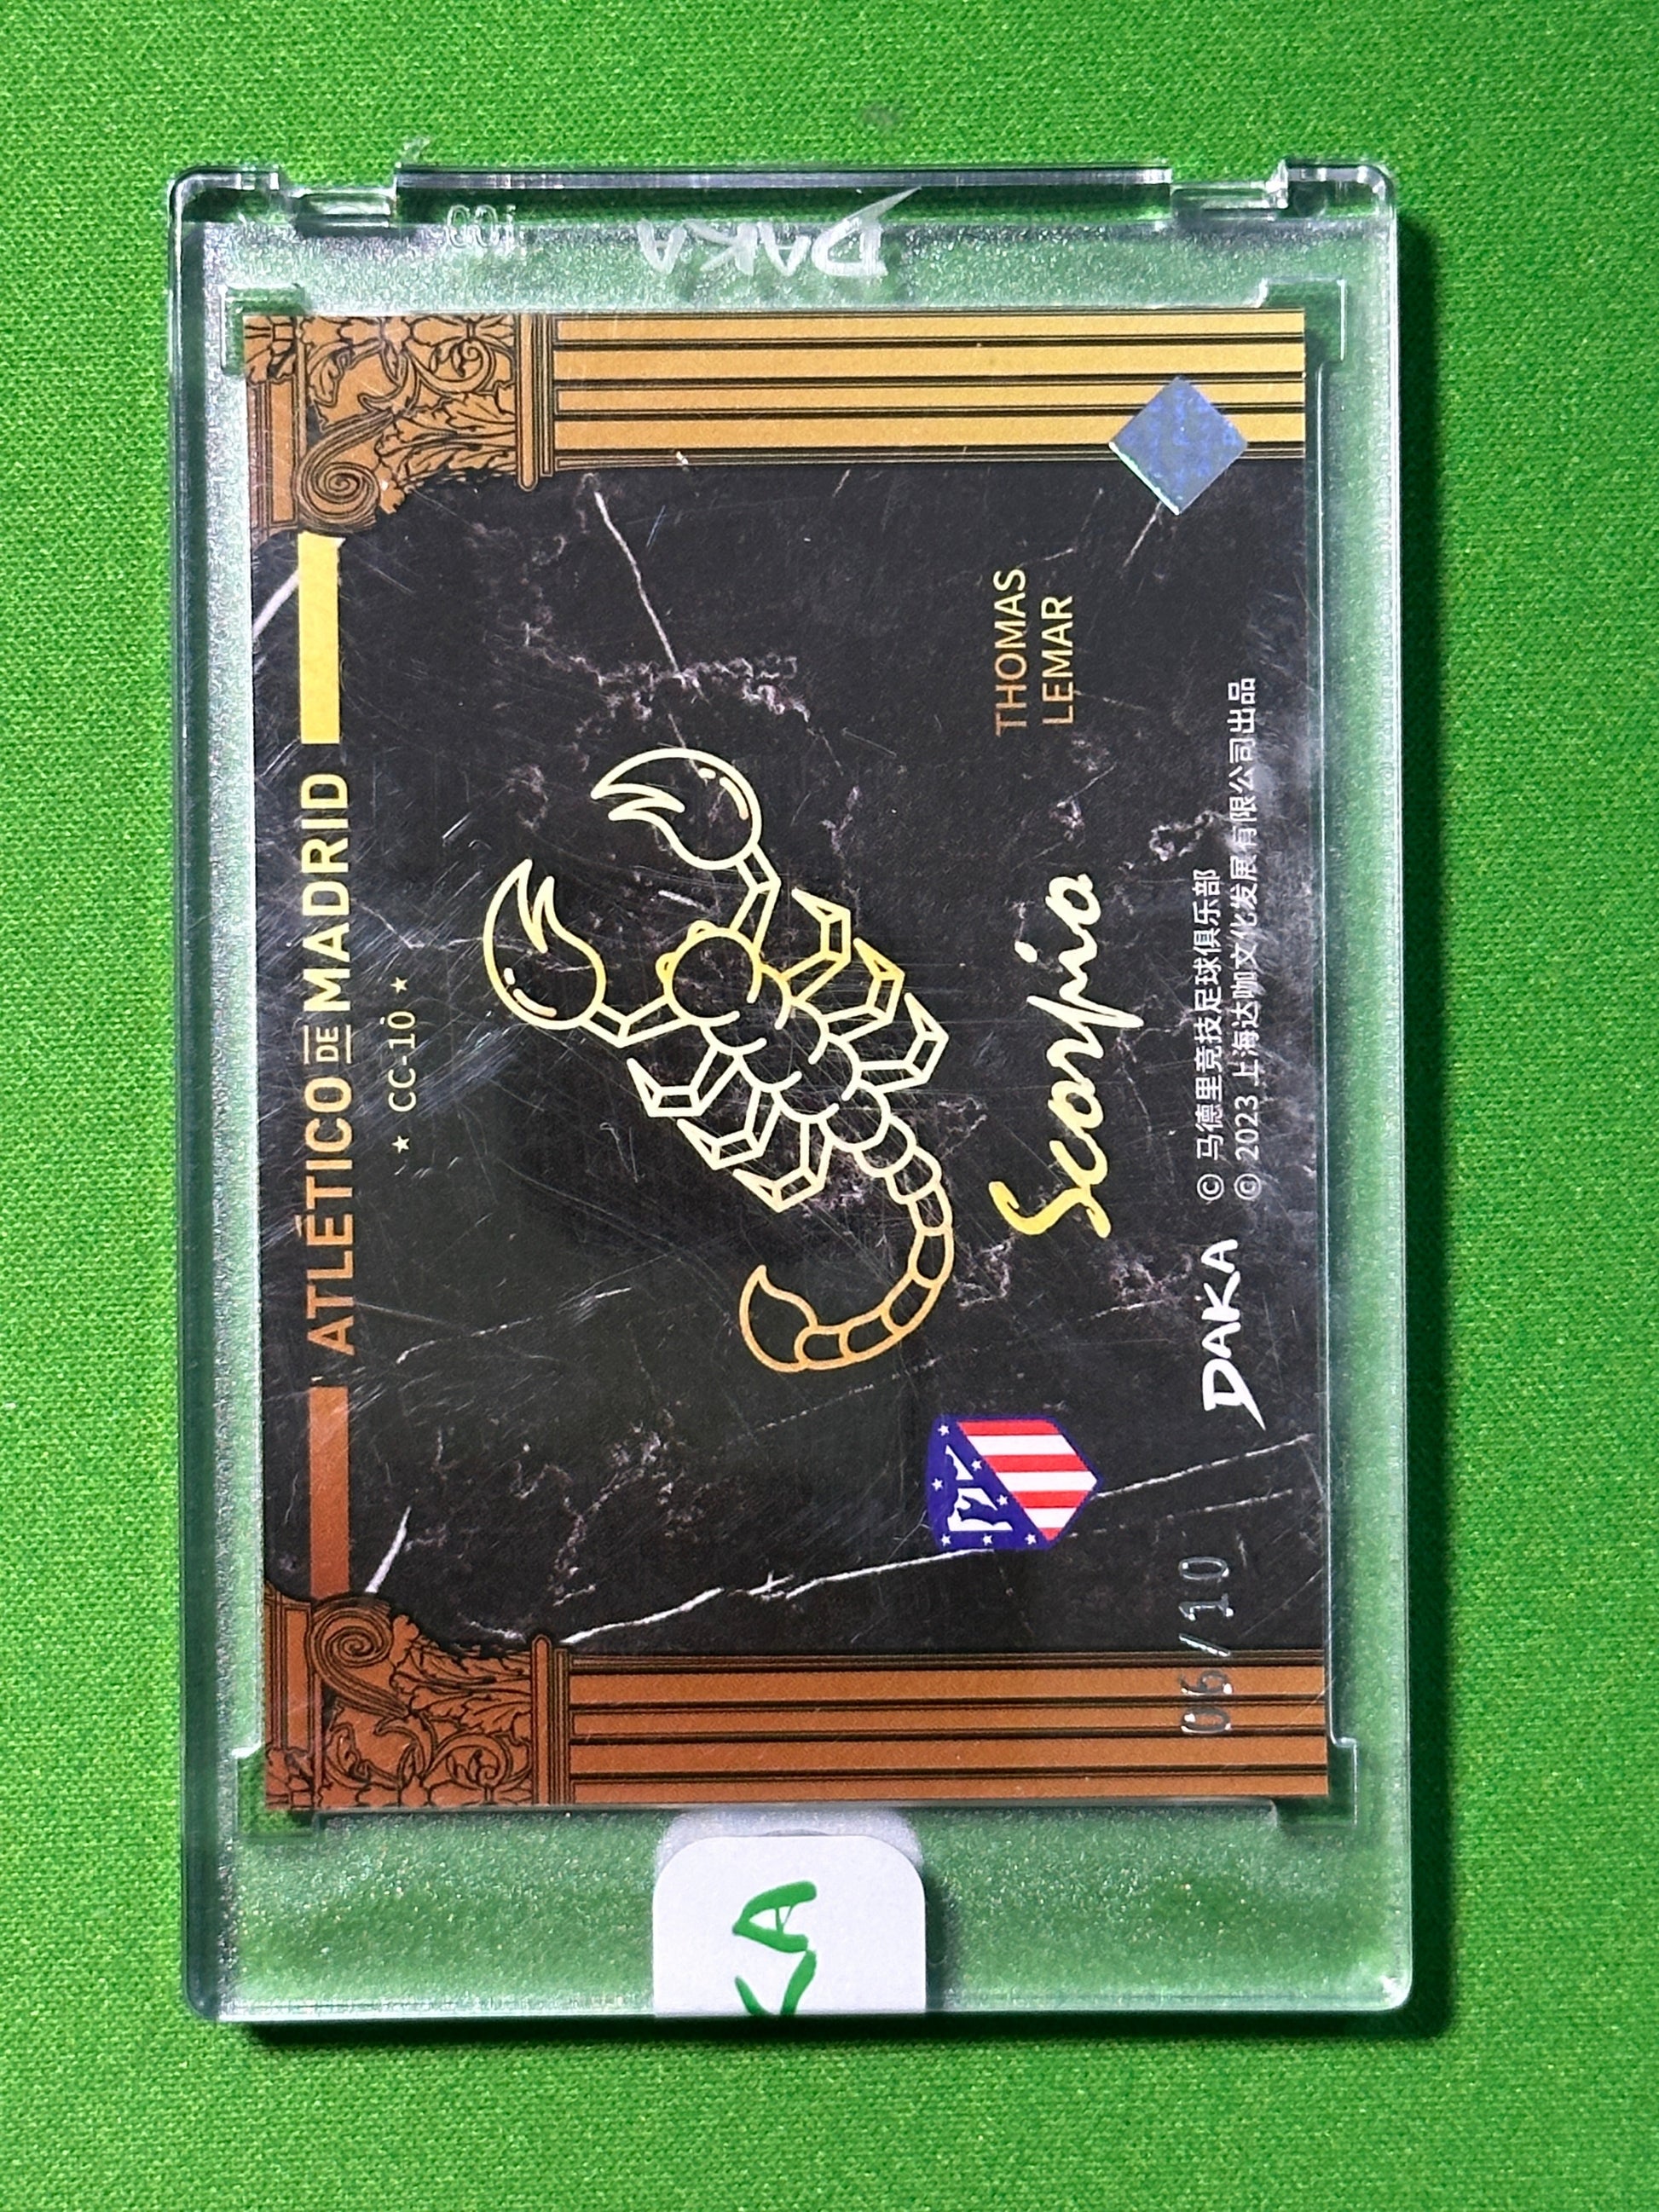 ATLÉTICO DE MADRID
★ CC-10 ★
THOMAS
LEMAR
Scorpio
DAKA
© 马德里竞技足球俱乐部
© 2023 上海达咖文化发展有限公司出品
06/10
DAKA
KA